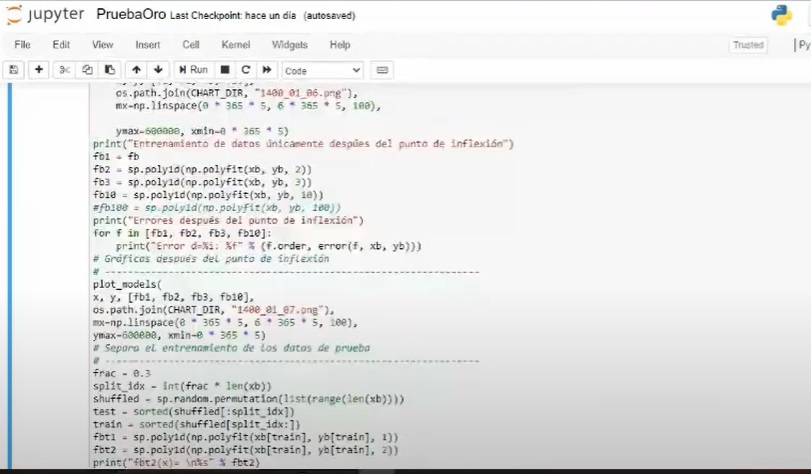 jupyter PruebaOro Last Checkpoint: hace un día (autosaved)
File Edit View Insert Cell Kernel Widgets Help Trusted Py
Run Code
os.path.join(CHART_DIR, "1400_01_06.png"),
mx=np.linspace(0 * 365 * 5, 6 * 365 * 5, 100),
ymax=600000, xmin=0 * 365 * 5)
print("Entrenamiento de datos únicamente despúes del punto de inflexión")
fb1 = fb
fb2 = sp.poly1d(np.polyfit(xb, yb, 2))
fb3 = sp.poly1d(np.polyfit(xb, yb, 3))
fb10 = sp.poly1d(np.polyfit(xb, yb, 10))
#fb100 = sp.poly1d(np.polyfit(xb, yb, 100))
print("Errores después del punto de inflexión")
for f in [fb1, fb2, fb3, fb10]:
print("Error d=%i: %f" % (f.order, error(f, xb, yb)))
# Gráficas después del punto de inflexión
# ---------------------------------------------------------
plot_models(
x, y, [fb1, fb2, fb3, fb10],
os.path.join(CHART_DIR, "1400_01_07.png"),
mx=np.linspace(0 * 365 * 5, 6 * 365 * 5, 100),
ymax=600000, xmin=0 * 365 * 5)
# Separa el entrenamiento de los datos de prueba
# ---------------------------------------------------------
frac = 0.3
split_idx = int(frac * len(xb))
shuffled = sp.random.permutation(list(range(len(xb))))
test = sorted(shuffled[:split_idx])
train = sorted(shuffled[split_idx:])
fbt1 = sp.poly1d(np.polyfit(xb[train], yb[train], 1))
fbt2 = sp.poly1d(np.polyfit(xb[train], yb[train], 2))
print("fbt2(x)= \n%s" % fbt2)